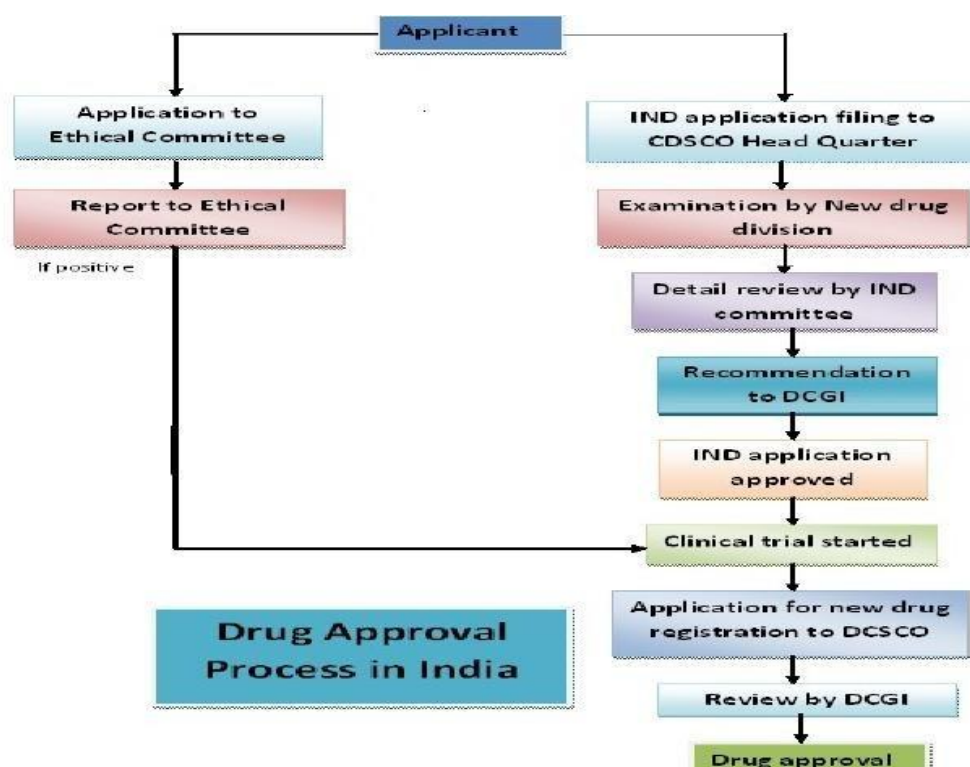 Applicant
Application to
Ethical Committee
Report to Ethical
Committee
If positive
IND application filing to
CDSCO Head Quarter
Examination by New drug
division
Detail review by IND
committee
Recommendation
to DCGI
IND application
approved
Clinical trial started
Application for new drug
registration to DCSCO
Review by DCGI
Drug approval
Drug Approval
Process in India